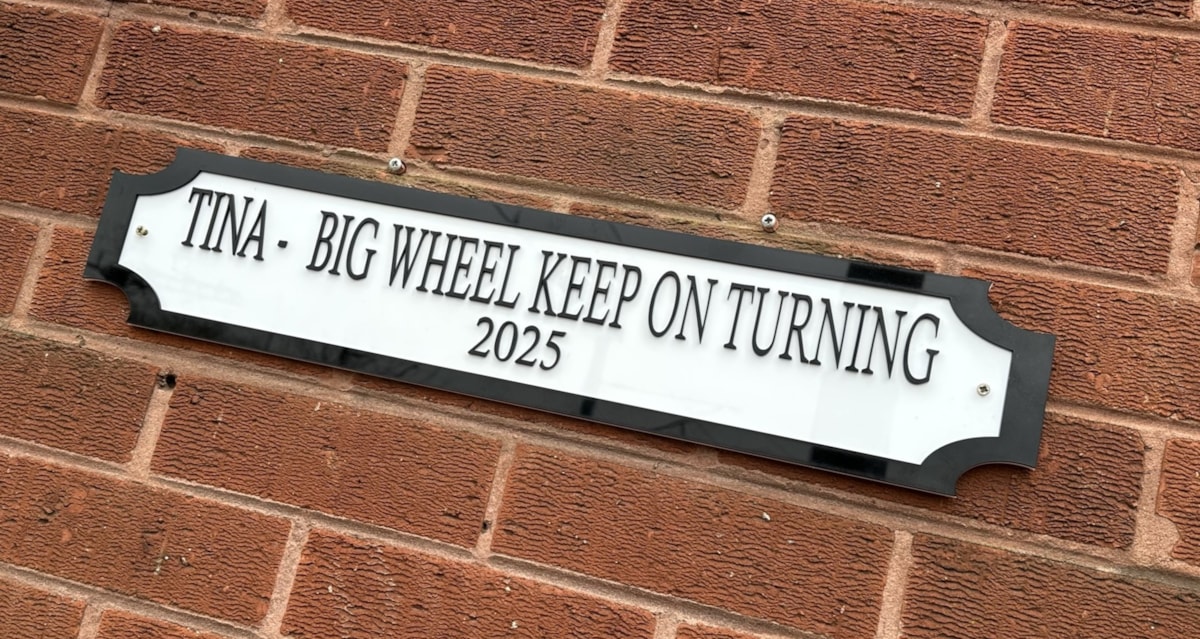 TINA - BIG WHEEL KEEP ON TURNING
2025